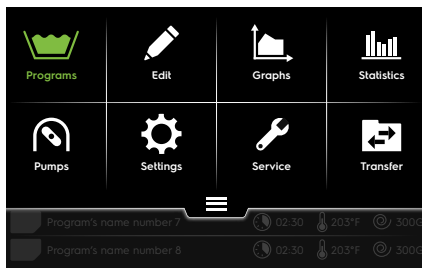 Programs Edit Graphs Statistics
Pumps Settings Service Transfer
Program's name number 7 02:30 203°F 300G
Program's name number 8 02:30 203°F 300G